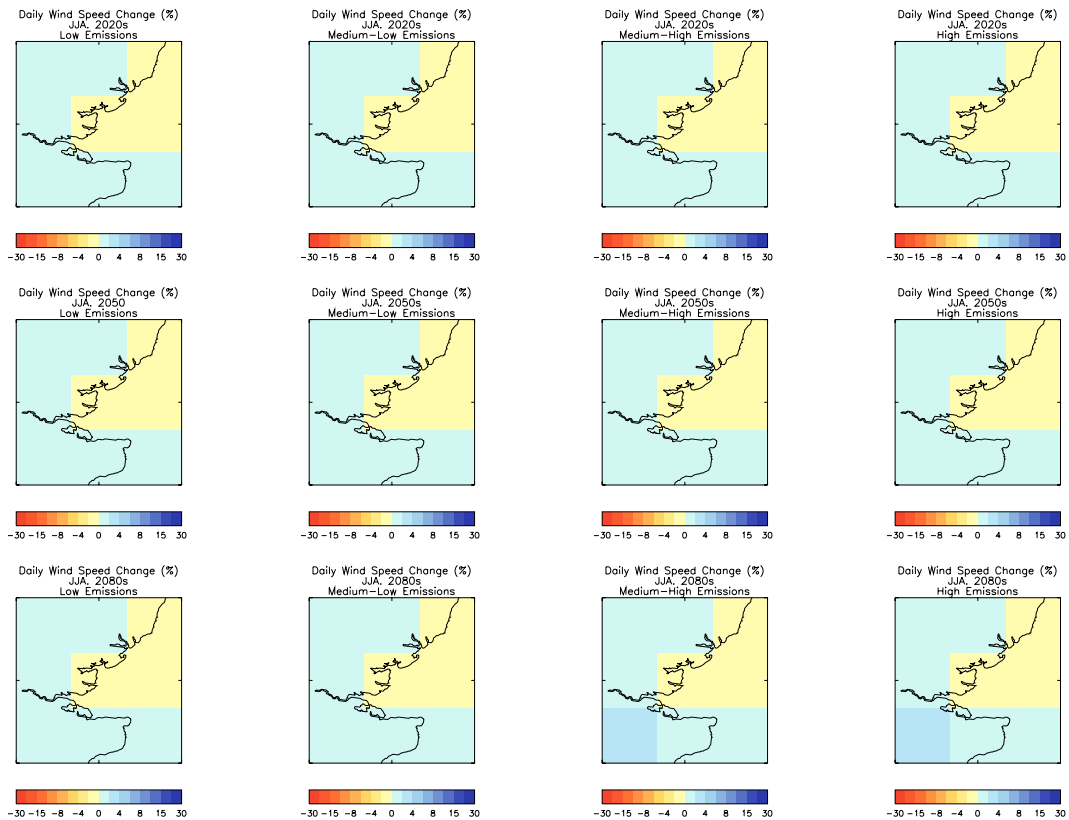 Daily Wind Speed Change (%)
JJA. 2020s
Low Emissions
-30 -15 -8 -4 0 4 8 15 30
Daily Wind Speed Change (%)
JJA. 2020s
Medium-Low Emissions
-30 -15 -8 -4 0 4 8 15 30
Daily Wind Speed Change (%)
JJA. 2020s
Medium-High Emissions
-30 -15 -8 -4 0 4 8 15 30
Daily Wind Speed Change (%)
JJA. 2020s
High Emissions
-30 -15 -8 -4 0 4 8 15 30
Daily Wind Speed Change (%)
JJA. 2050
Low Emissions
-30 -15 -8 -4 0 4 8 15 30
Daily Wind Speed Change (%)
JJA. 2050s
Medium-Low Emissions
-30 -15 -8 -4 0 4 8 15 30
Daily Wind Speed Change (%)
JJA. 2050s
Medium-High Emissions
-30 -15 -8 -4 0 4 8 15 30
Daily Wind Speed Change (%)
JJA. 2050s
High Emissions
-30 -15 -8 -4 0 4 8 15 30
Daily Wind Speed Change (%)
JJA. 2080s
Low Emissions
-30 -15 -8 -4 0 4 8 15 30
Daily Wind Speed Change (%)
JJA. 2080s
Medium-Low Emissions
-30 -15 -8 -4 0 4 8 15 30
Daily Wind Speed Change (%)
JJA. 2080s
Medium-High Emissions
-30 -15 -8 -4 0 4 8 15 30
Daily Wind Speed Change (%)
JJA. 2080s
High Emissions
-30 -15 -8 -4 0 4 8 15 30